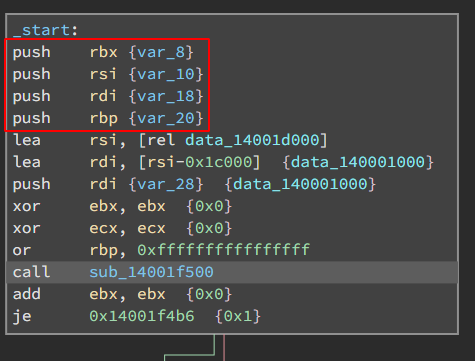 _start:
push rbx {var_8}
push rsi {var_10}
push rdi {var_18}
push rbp {var_20}
lea rsi, [rel data_14001d000]
lea rdi, [rsi-0x1c000] {data_140001000}
push rdi {var_28} {data_140001000}
xor ebx, ebx {0x0}
xor ecx, ecx {0x0}
or rbp, 0xffffffffffffffff
call sub_14001f500
add ebx, ebx {0x0}
je 0x14001f4b6 {0x1}